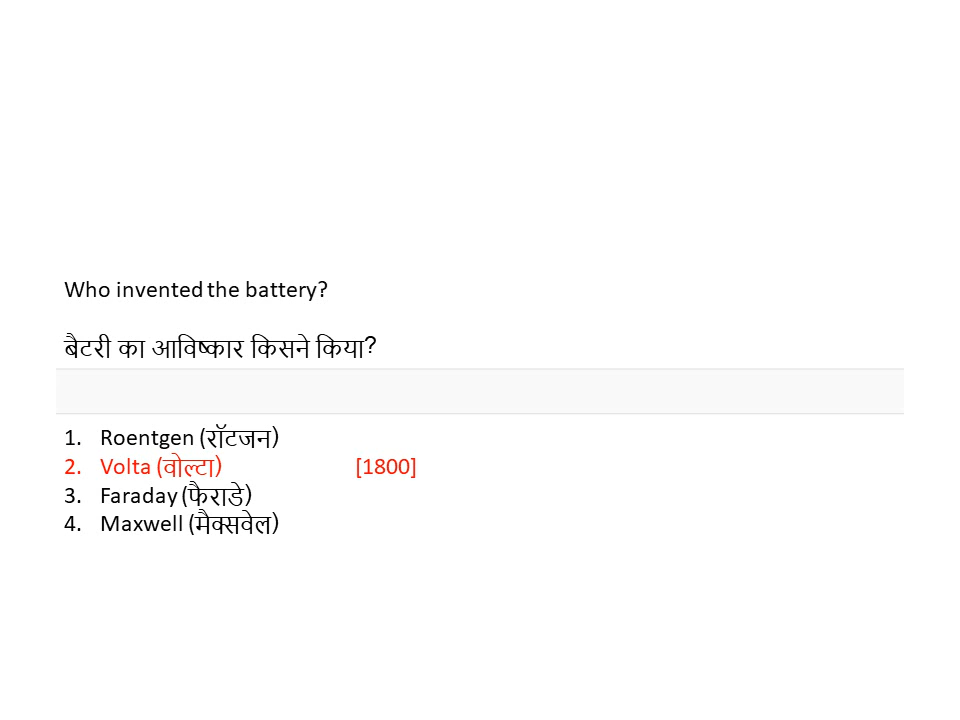 Who invented the battery?
बैटरी का आविष्कार किसने किया?
1. Roentgen (रॉटजन)
2. Volta (वोल्टा) [1800]
3. Faraday (फैराडे)
4. Maxwell (मैक्सवेल)